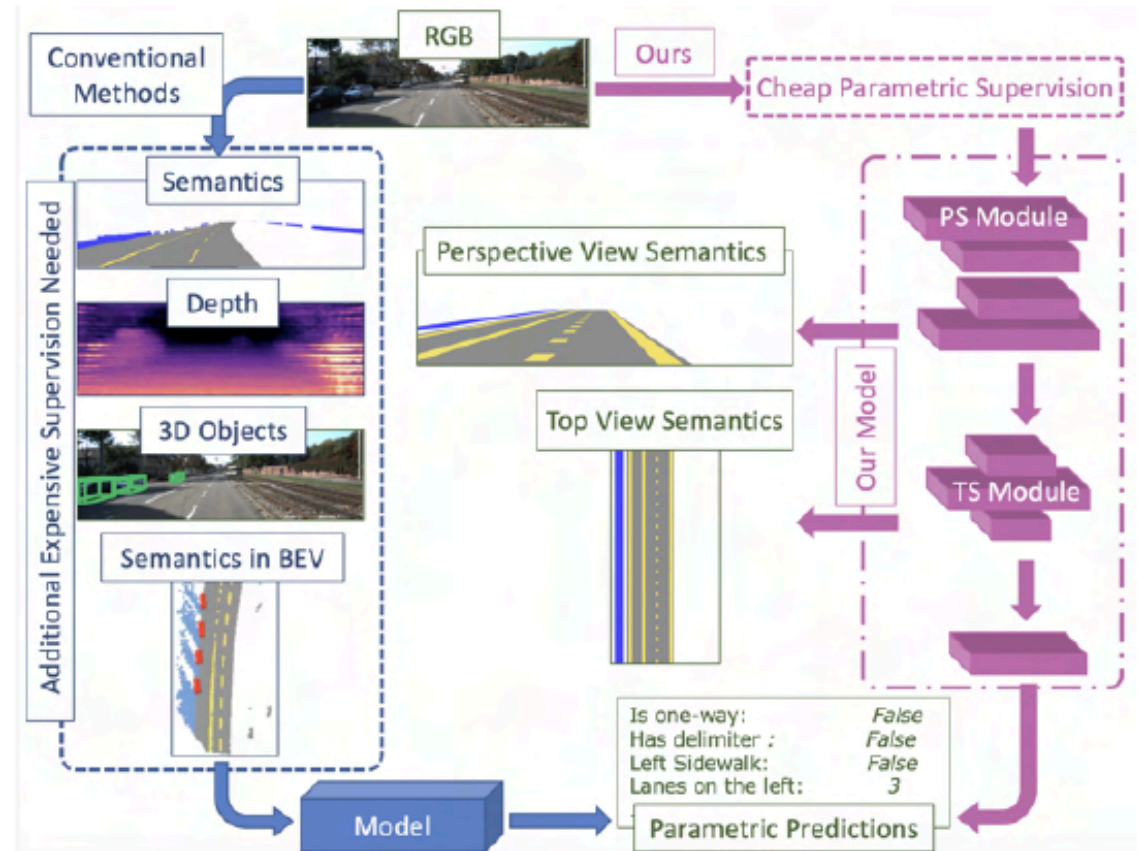 RGB
Conventional
Methods
Ours
Cheap Parametric Supervision
Additional Expensive Supervision Needed
Semantics
Depth
3D Objects
Semantics in BEV
Perspective View Semantics
Top View Semantics
Our Model
PS Module
TS Module
Is one-way: False
Has delimiter : False
Left Sidewalk: False
Lanes on the left: 3
Parametric Predictions
Model